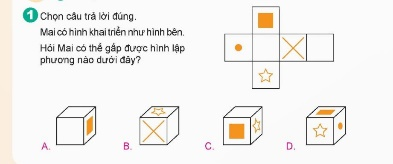 1 Chọn câu trả lời đúng.
Mai có hình khai triển như hình bên.
Hỏi Mai có thể gấp được hình lập
phương nào dưới đây?
A. B. C. D.